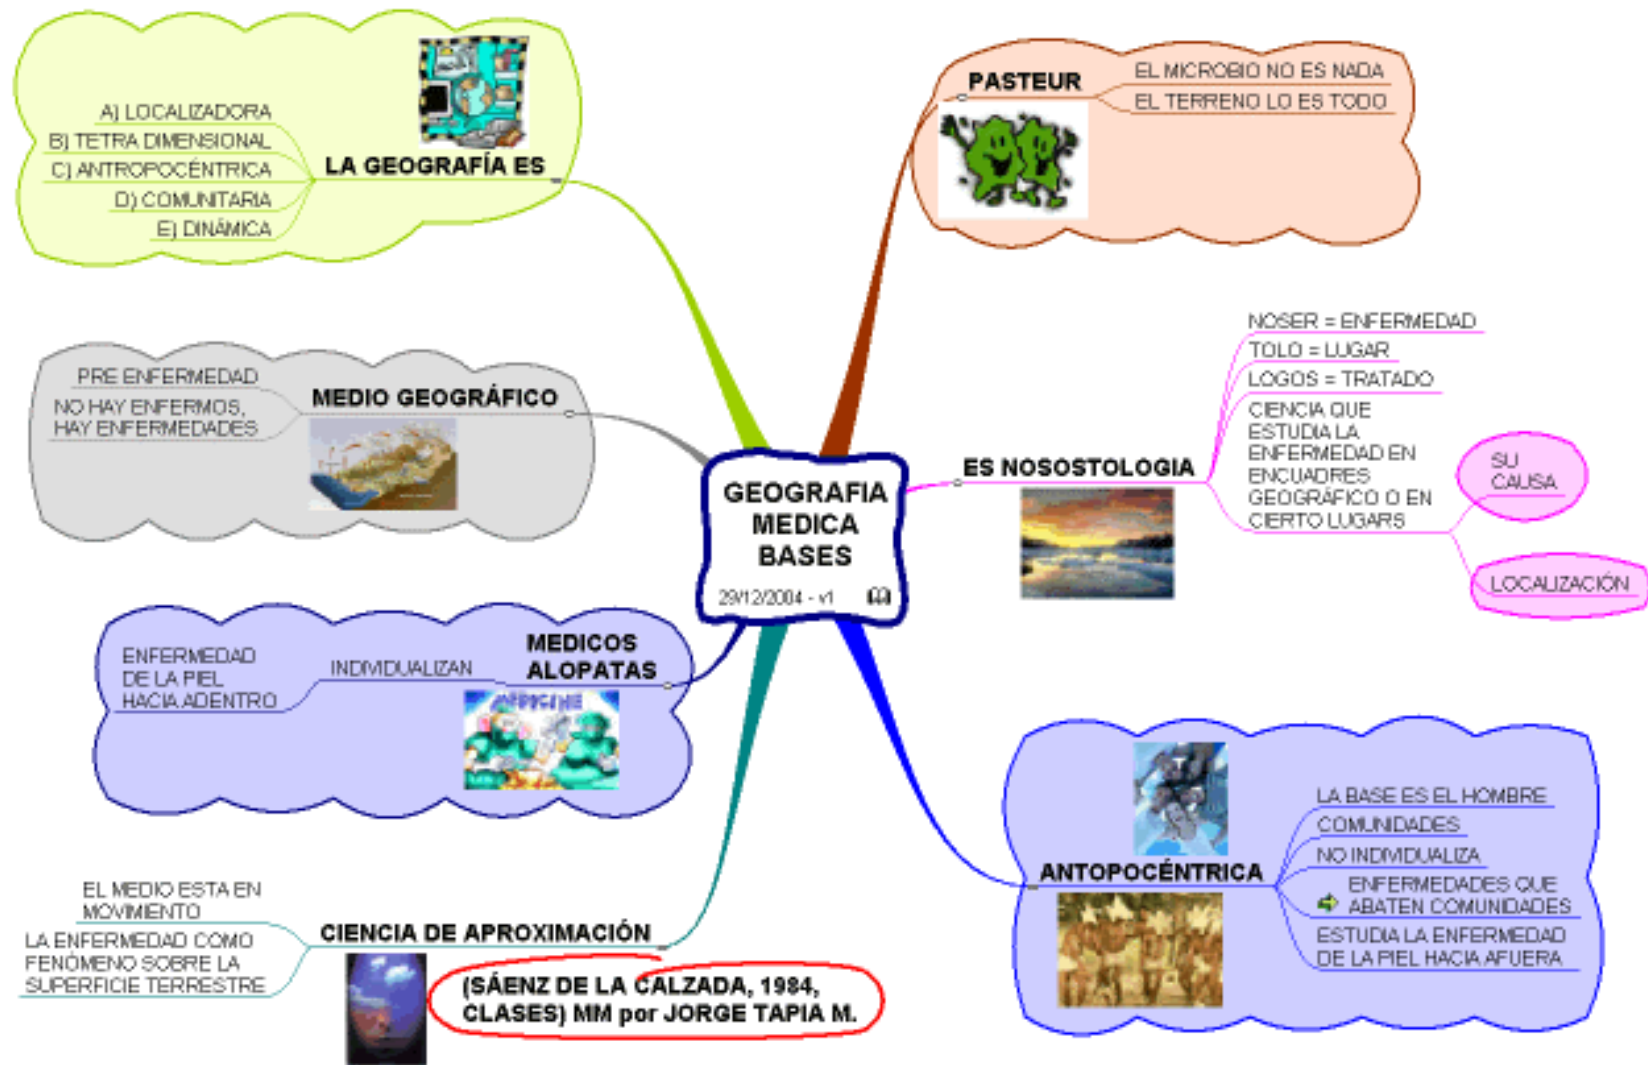 GEOGRAFIA
MEDICA
BASES
29/12/2004 - v1
LA GEOGRAFÍA ES
A) LOCALIZADORA
B) TETRA DIMENSIONAL
C) ANTROPOCÉNTRICA
D) COMUNITARIA
E) DINÁMICA
MEDIO GEOGRÁFICO
PRE ENFERMEDAD
NO HAY ENFERMOS,
HAY ENFERMEDADES
MEDICOS
ALOPATAS
INDIVIDUALIZAN
ENFERMEDAD
DE LA PIEL
HACIA ADENTRO
MEDICINE
CIENCIA DE APROXIMACIÓN
EL MEDIO ESTA EN
MOVIMIENTO
LA ENFERMEDAD COMO
FENÓMENO SOBRE LA
SUPERFICIE TERRESTRE
(SÁENZ DE LA CALZADA, 1984,
CLASES) MM por JORGE TAPIA M.
PASTEUR
EL MICROBIO NO ES NADA
EL TERRENO LO ES TODO
ES NOSOSTOLOGIA
NOSER = ENFERMEDAD
TOLO = LUGAR
LOGOS = TRATADO
CIENCIA QUE
ESTUDIA LA
ENFERMEDAD EN
ENCUADRES
GEOGRÁFICO O EN
CIERTO LUGARS
SU
CAUSA
LOCALIZACIÓN
ANTOPOCÉNTRICA
LA BASE ES EL HOMBRE
COMUNIDADES
NO INDIVIDUALIZA
ENFERMEDADES QUE
ABATEN COMUNIDADES
ESTUDIA LA ENFERMEDAD
DE LA PIEL HACIA AFUERA